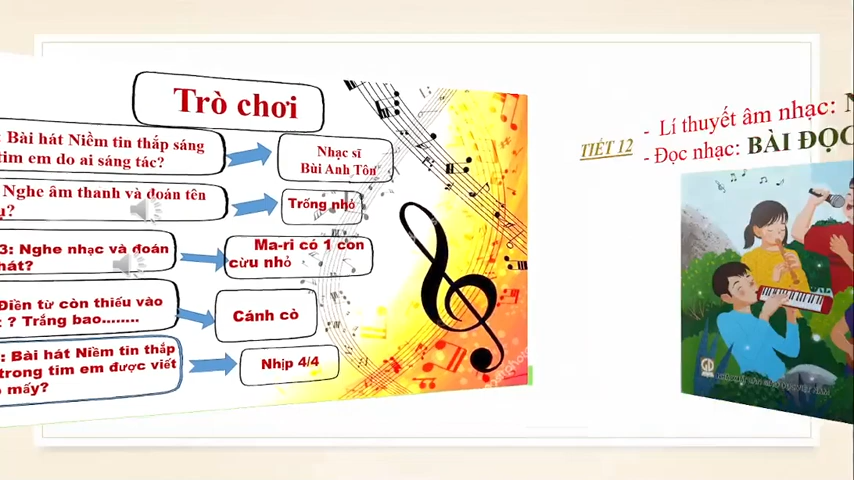 Trò chơi
: Bài hát Niềm tin thắp sáng
tim em do ai sáng tác?
Nhạc sĩ
Bùi Anh Tôn
Nghe âm thanh và đoán tên
?
Trống nhỏ
3: Nghe nhạc và đoán
hát?
Ma-ri có 1 con
cừu nhỏ
Điền từ còn thiếu vào
? Trắng bao........
Cánh cò
: Bài hát Niềm tin thắp
trong tim em được viết
mấy?
Nhịp 4/4
TIẾT 12
- Lí thuyết âm nhạc:
- Đọc nhạc: BÀI ĐỌC